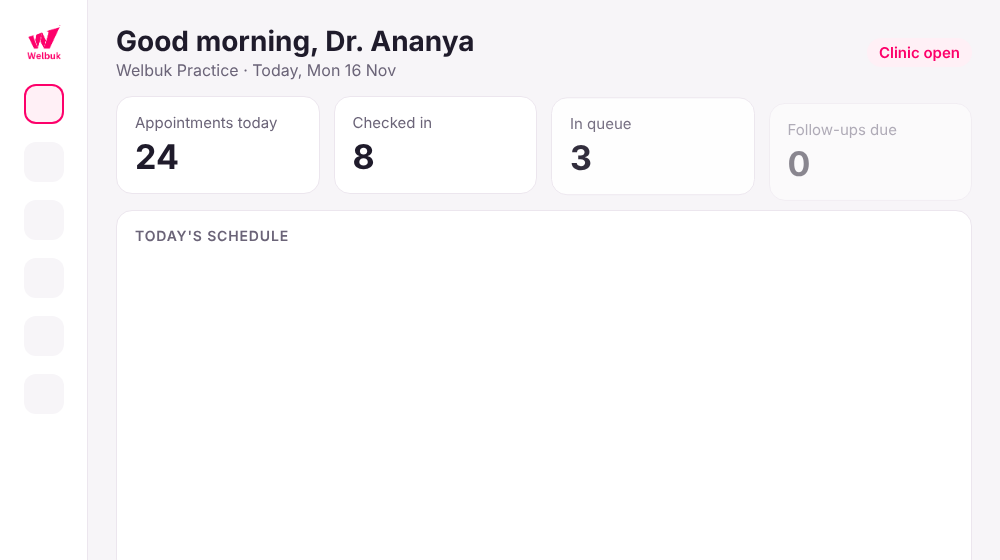 Welbuk
Good morning, Dr. Ananya
Welbuk Practice · Today, Mon 16 Nov
Clinic open
Appointments today
24
Checked in
8
In queue
3
Follow-ups due
0
TODAY'S SCHEDULE